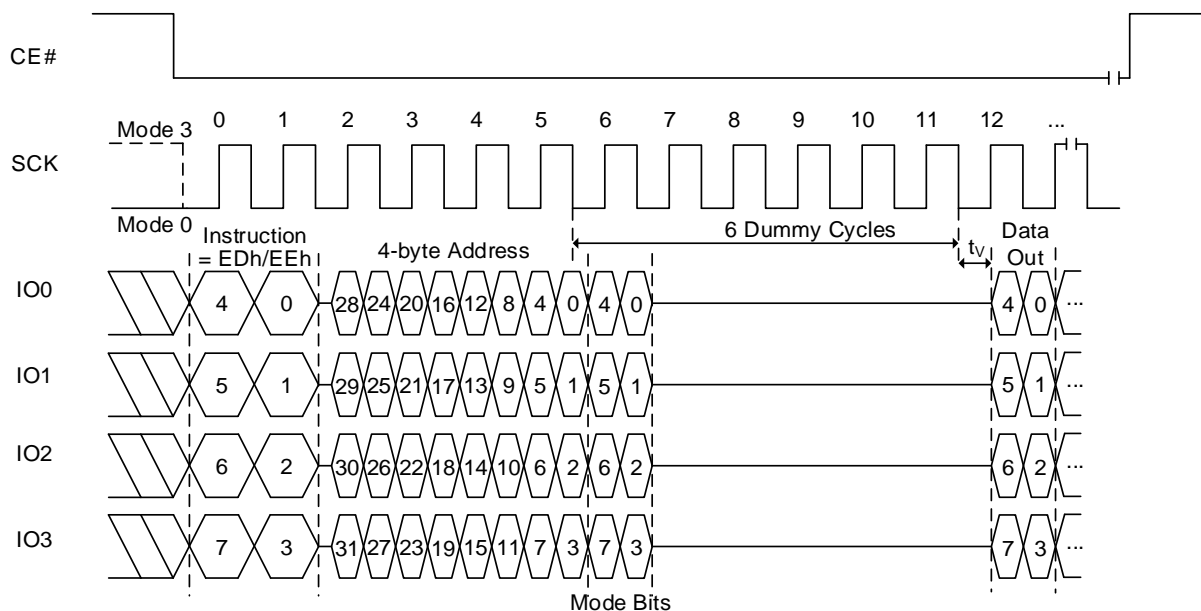 CE#
0 1 2 3 4 5 6 7 8 9 10 11 12 ...
Mode 3
SCK
Mode 0
Instruction
= EDh/EEh
4-byte Address
6 Dummy Cycles
tV
Data
Out
IO0 4 0 28 24 20 16 12 8 4 0 4 0 4 0 ...
IO1 5 1 29 25 21 17 13 9 5 1 5 1 5 1 ...
IO2 6 2 30 26 22 18 14 10 6 2 6 2 6 2 ...
IO3 7 3 31 27 23 19 15 11 7 3 7 3 7 3 ...
Mode Bits